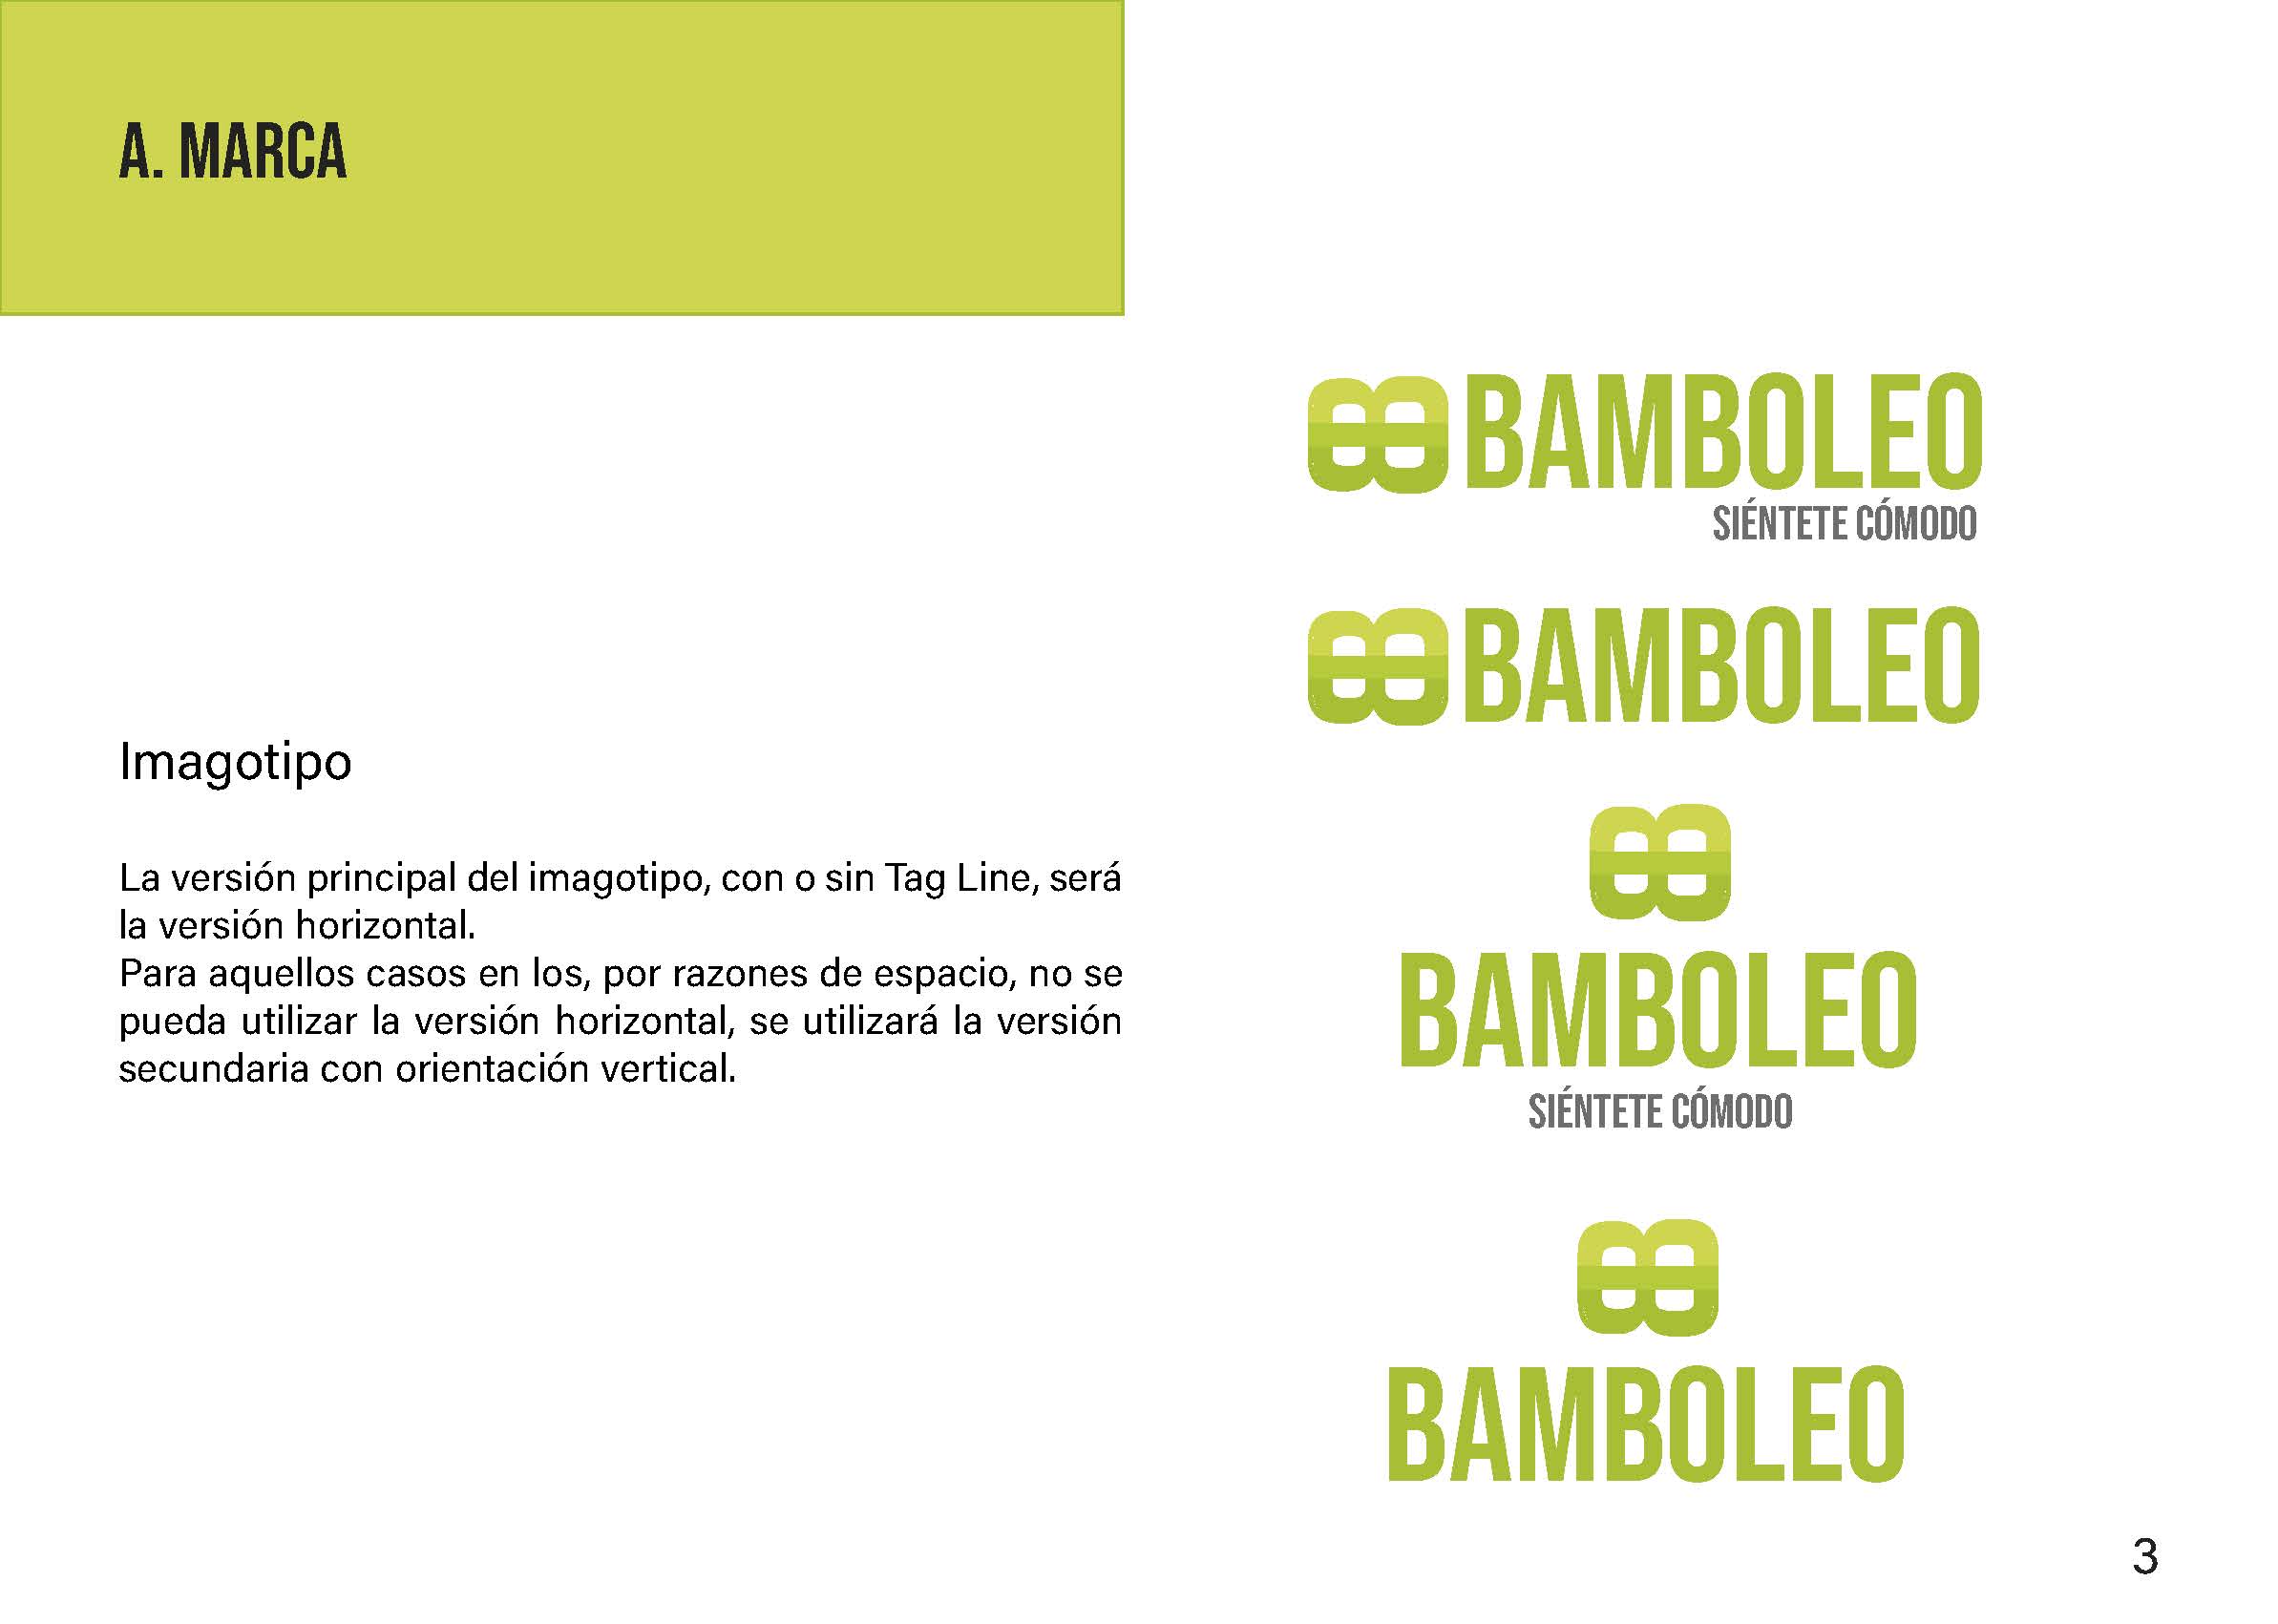 A. MARCA
Imagotipo
La versión principal del imagotipo, con o sin Tag Line, será
la versión horizontal.
Para aquellos casos en los, por razones de espacio, no se
pueda utilizar la versión horizontal, se utilizará la versión
secundaria con orientación vertical.
BAMBOLEO
SIÉNTETE CÓMODO
BAMBOLEO
BAMBOLEO
SIÉNTETE CÓMODO
BAMBOLEO
3